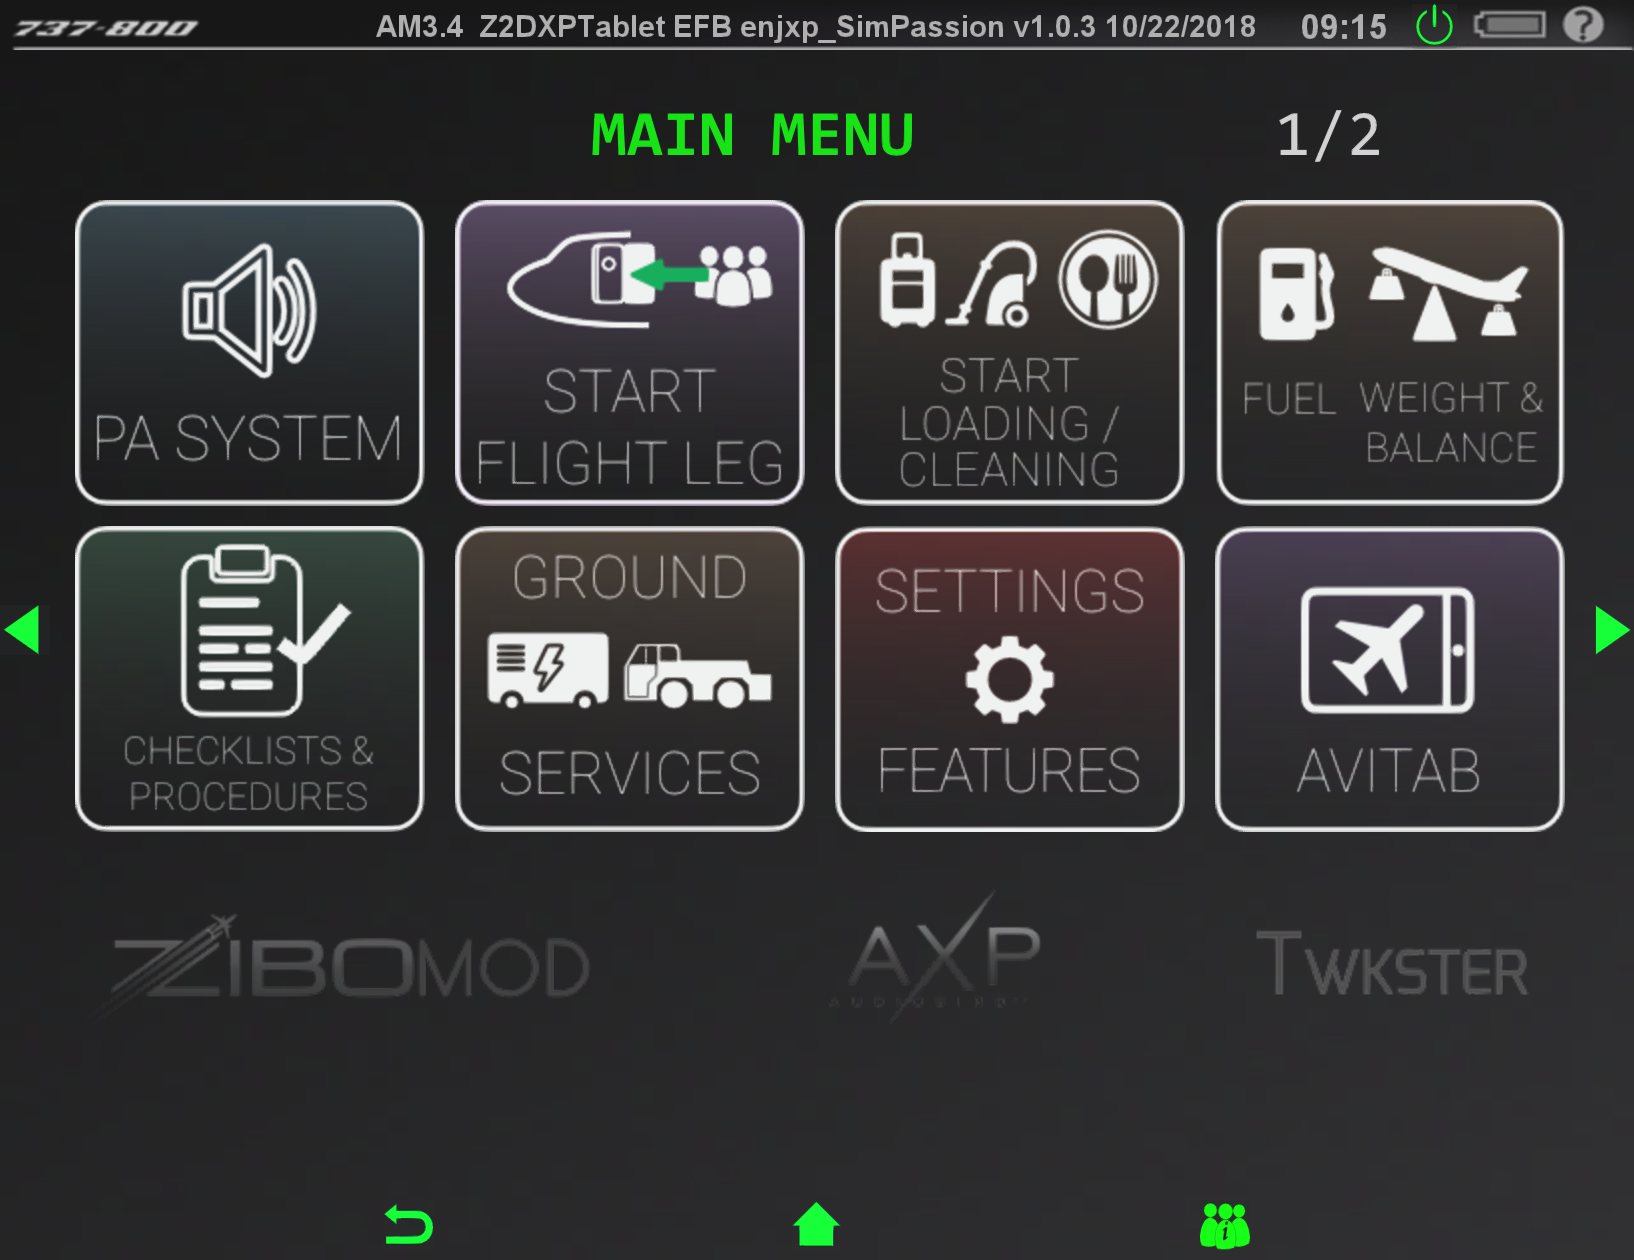 737-800 AM3.4 Z2DXPTablet EFB enjxp_SimPassion v1.0.3 10/22/2018 09:15 ?
MAIN MENU 1/2
PA SYSTEM
START
FLIGHT LEG
START
LOADING /
CLEANING
FUEL
WEIGHT &
BALANCE
CHECKLISTS &
PROCEDURES
GROUND
SERVICES
SETTINGS
FEATURES
AVITAB
ZIBOMOD
AXP
TWKSTER
i